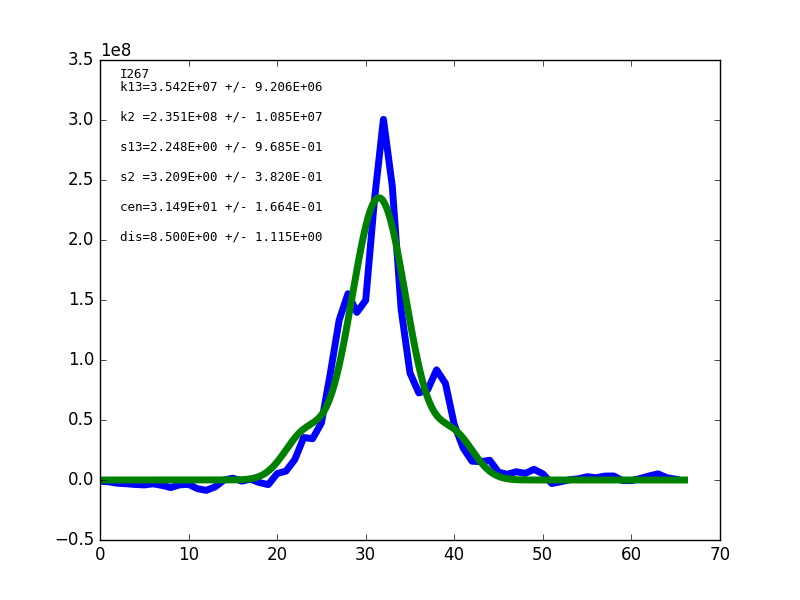 1e8
3.5
3.0
2.5
2.0
1.5
1.0
0.5
0.0
−0.5
I267
k13=3.542E+07 +/- 9.206E+06
k2 =2.351E+08 +/- 1.085E+07
s13=2.248E+00 +/- 9.685E-01
s2 =3.209E+00 +/- 3.820E-01
cen=3.149E+01 +/- 1.664E-01
dis=8.500E+00 +/- 1.115E+00
0 10 20 30 40 50 60 70